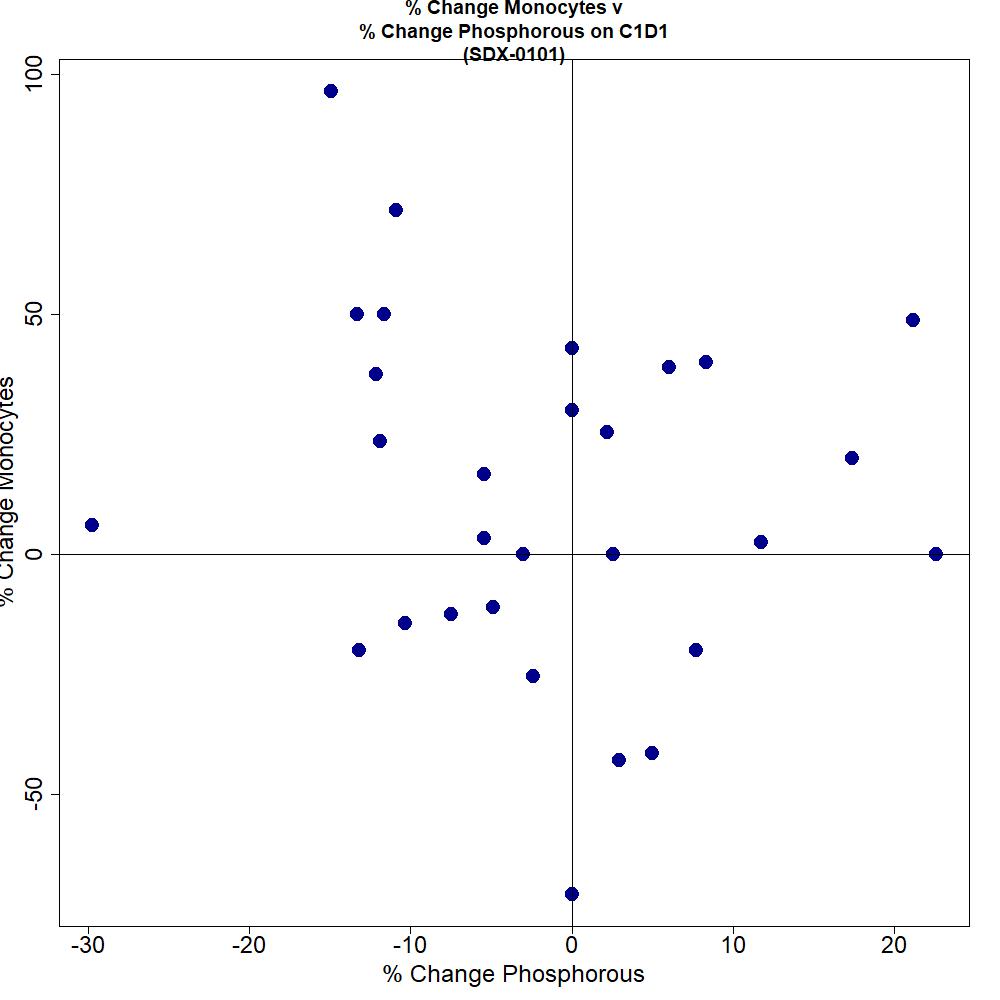 % Change Monocytes v
% Change Phosphorous on C1D1
(SDX-0101)
100
50
0
-50
% Change Monocytes
-30 -20 -10 0 10 20
% Change Phosphorous